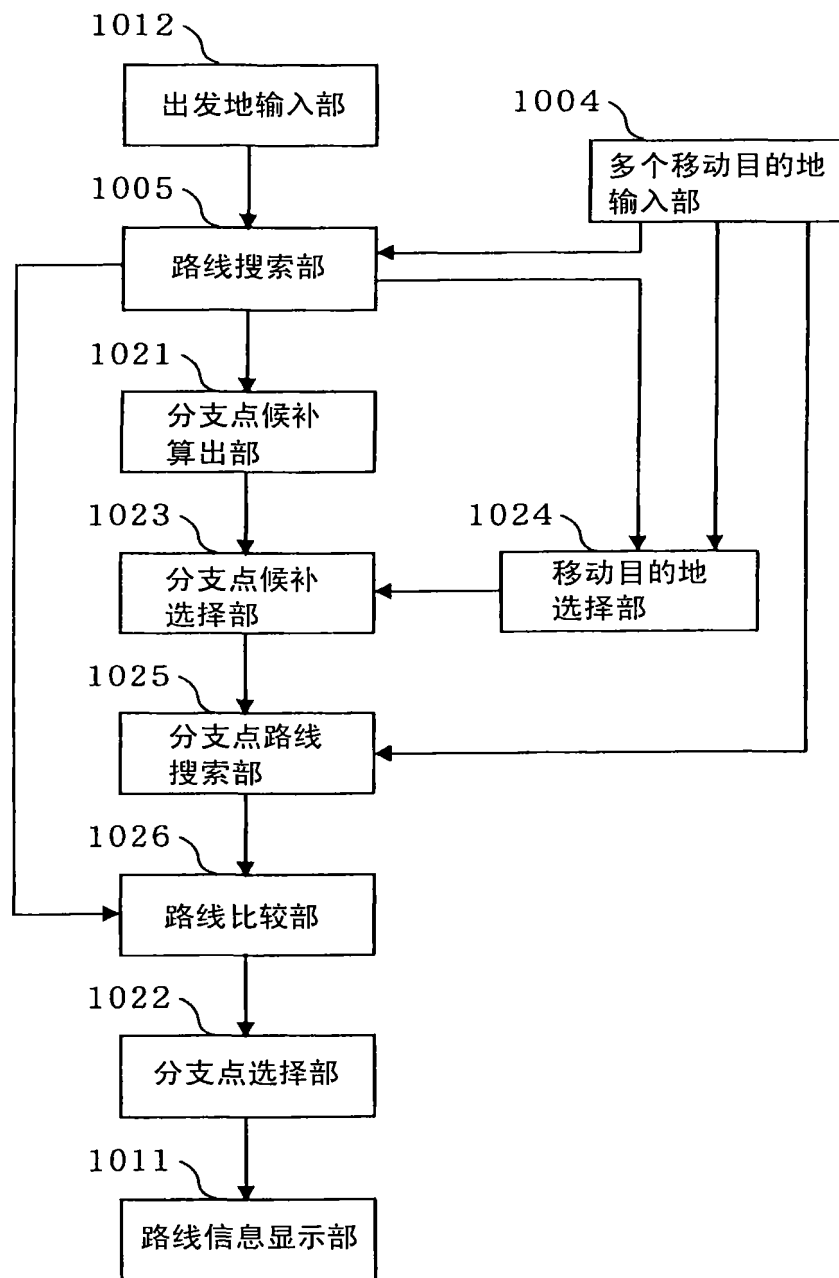 1012
出发地输入部
1004
多个移动目的地
输入部
1005
路线搜索部
1021
分支点候补
算出部
1023
分支点候补
选择部
1024
移动目的地
选择部
1025
分支点路线
搜索部
1026
路线比较部
1022
分支点选择部
1011
路线信息显示部